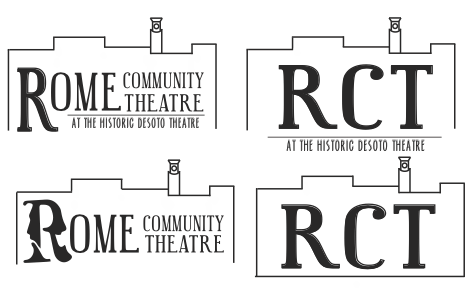 ROME COMMUNITY
THEATRE
AT THE HISTORIC DESOTO THEATRE
RCT
AT THE HISTORIC DESOTO THEATRE
ROME COMMUNITY
THEATRE
RCT